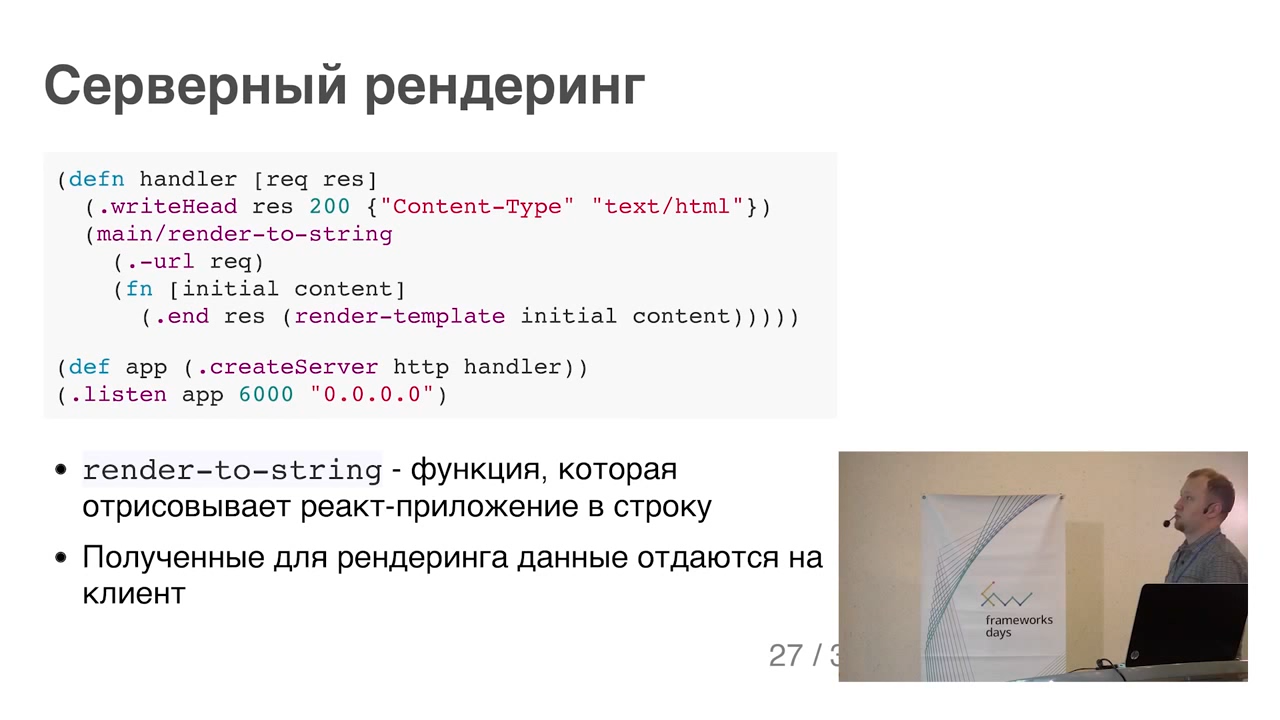 Серверный рендеринг
(defn handler [req res]
  (.writeHead res 200 {"Content-Type" "text/html"})
  (main/render-to-string
    (.-url req)
    (fn [initial content]
      (.end res (render-template initial content)))))
(def app (.createServer http handler))
(.listen app 6000 "0.0.0.0")
• render-to-string - функция, которая
отрисовывает реакт-приложение в строку
• Полученные для рендеринга данные отдаются на
клиент
27 / 3
frameworks
days